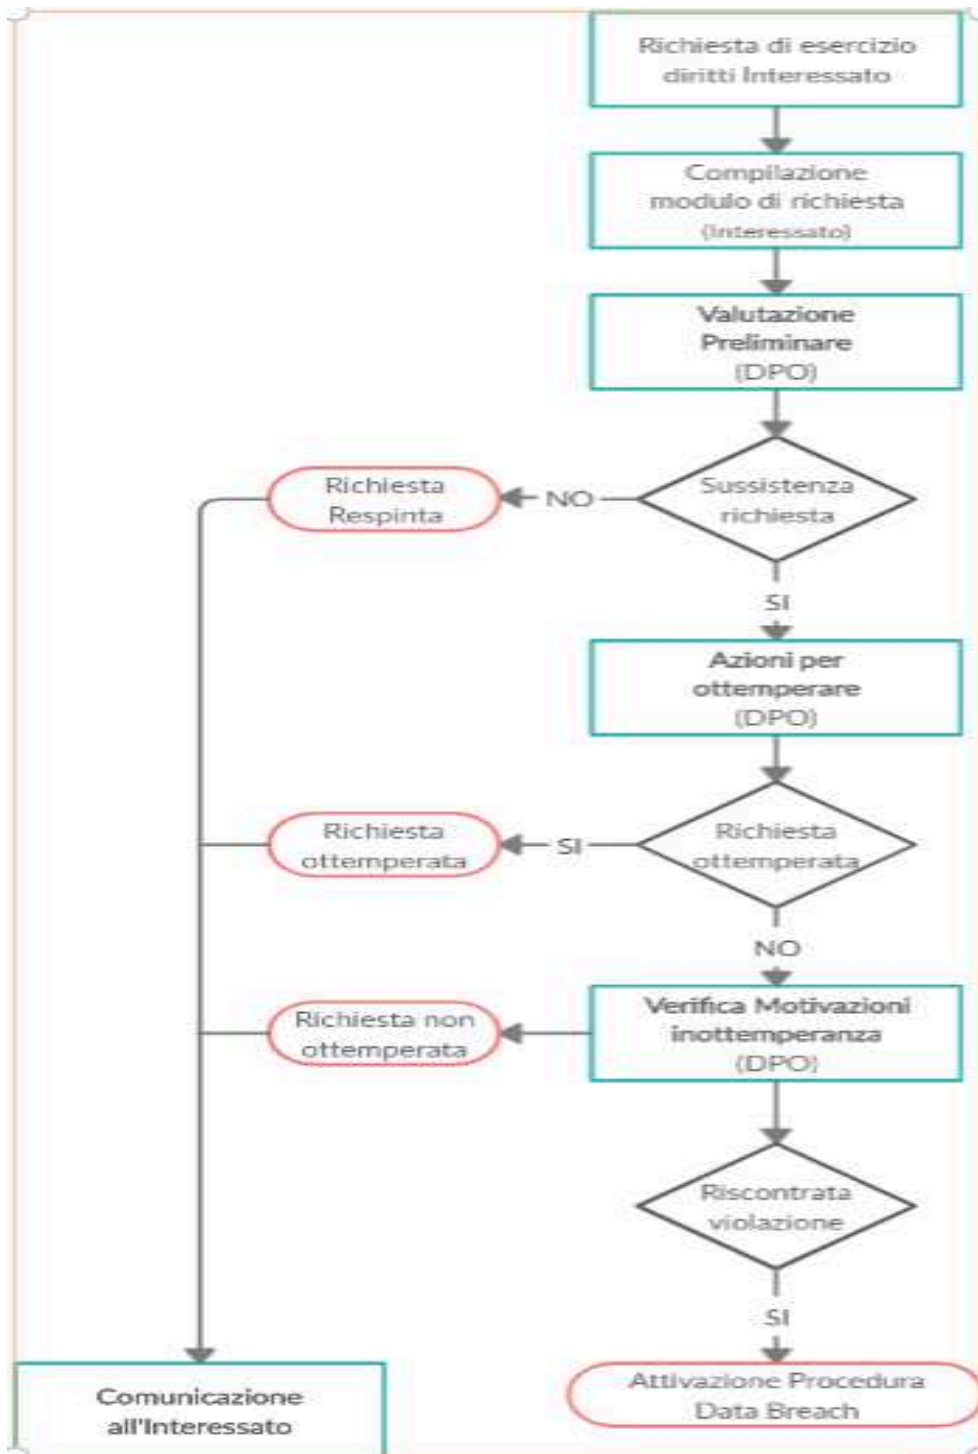 Richiesta di esercizio
diritti Interessato
Compilazione
modulo di richiesta
(Interessato)
Valutazione
Preliminare
(DPO)
Sussistenza
richiesta
NO
Richiesta
Respinta
SI
Azioni per
ottemperare
(DPO)
Richiesta
ottemperata
SI
Richiesta
ottemperata
NO
Verifica Motivazioni
inottemperanza
(DPO)
Richiesta non
ottemperata
Riscontrata
violazione
SI
Attivazione Procedura
Data Breach
Comunicazione
all'Interessato